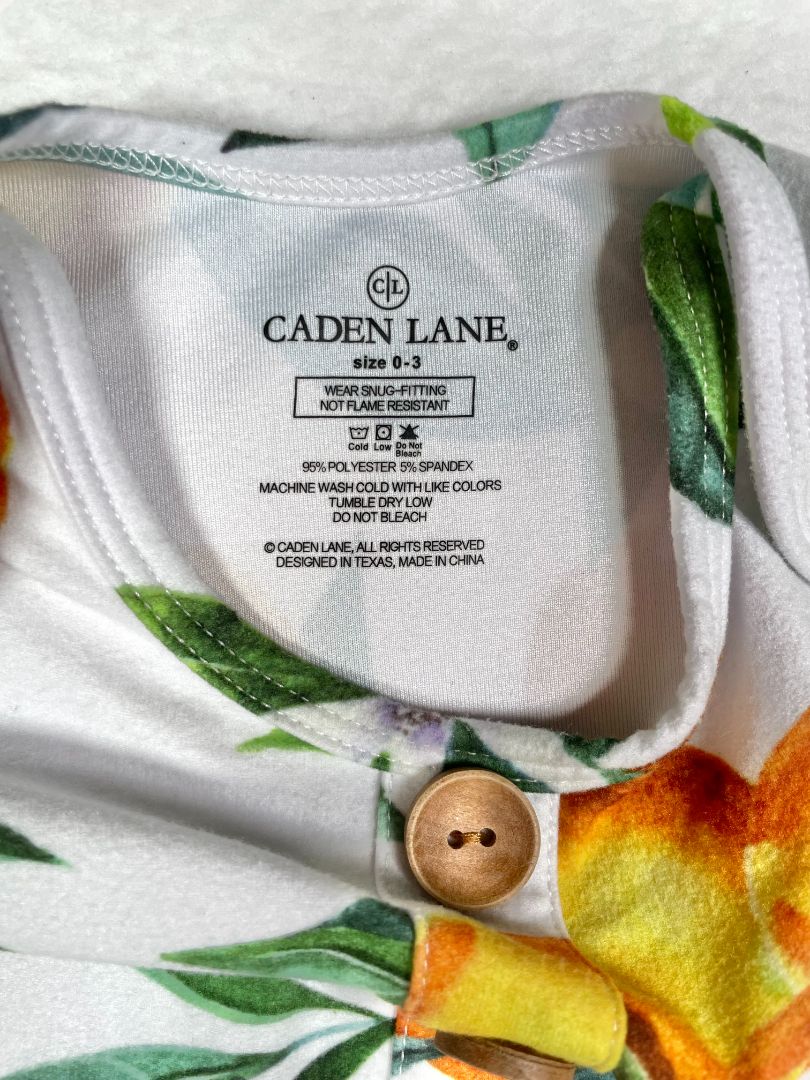 C|L
CADEN LANE®
size 0-3
WEAR SNUG-FITTING
NOT FLAME RESISTANT
Cold Low Do Not
Bleach
95% POLYESTER 5% SPANDEX
MACHINE WASH COLD WITH LIKE COLORS
TUMBLE DRY LOW
DO NOT BLEACH
© CADEN LANE, ALL RIGHTS RESERVED
DESIGNED IN TEXAS, MADE IN CHINA